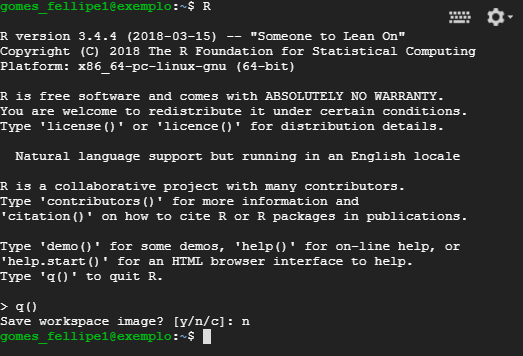 gomes_fellipe1@exemplo:~$ R
R version 3.4.4 (2018-03-15) -- "Someone to Lean On"
Copyright (C) 2018 The R Foundation for Statistical Computing
Platform: x86_64-pc-linux-gnu (64-bit)
R is free software and comes with ABSOLUTELY NO WARRANTY.
You are welcome to redistribute it under certain conditions.
Type 'license()' or 'licence()' for distribution details.
Natural language support but running in an English locale
R is a collaborative project with many contributors.
Type 'contributors()' for more information and
'citation()' on how to cite R or R packages in publications.
Type 'demo()' for some demos, 'help()' for on-line help, or
'help.start()' for an HTML browser interface to help.
Type 'q()' to quit R.
> q()
Save workspace image? [y/n/c]: n
gomes_fellipe1@exemplo:~$